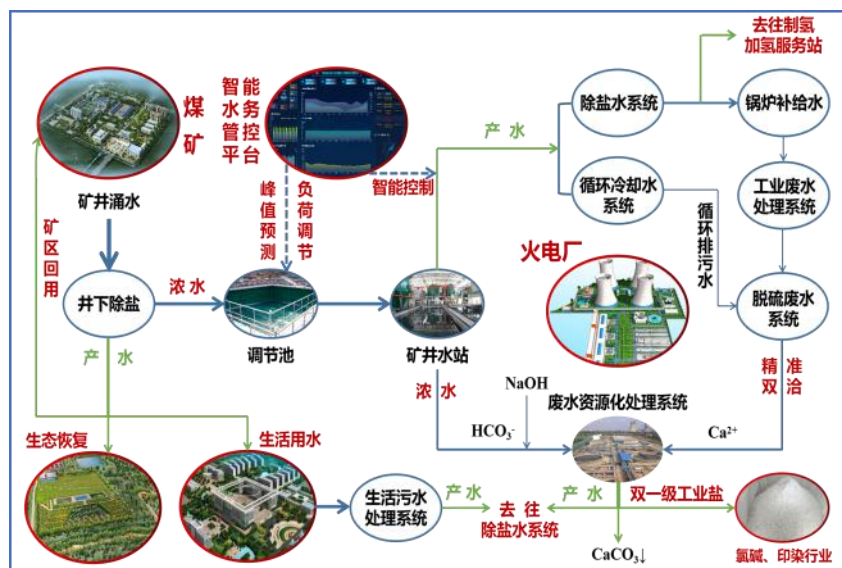 去往制氢
加氢服务站
煤矿
智能水务管控平台
产水
除盐水系统
锅炉补给水
智能控制
矿井涌水
峰值预测
负荷调节
循环冷却水
系统
工业废水
处理系统
矿区回用
循环排污水
火电厂
井下除盐
浓水
调节池
矿井水站
脱硫废水
系统
产水
浓水
NaOH
废水资源化处理系统
精准
双洽
HCO₃⁻
Ca²⁺
生态恢复
生活用水
生活污水
处理系统
产水
去往
除盐水系统
产水
双一级工业盐
CaCO₃↓
氯碱、印染行业